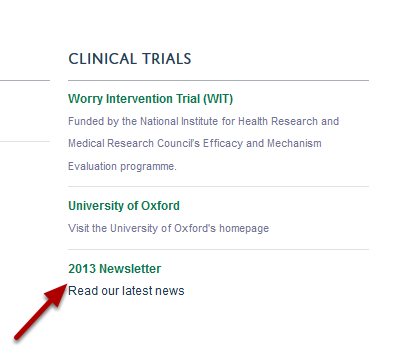 CLINICAL TRIALS
Worry Intervention Trial (WIT)
Funded by the National Institute for Health Research and
Medical Research Council's Efficacy and Mechanism
Evaluation programme.
University of Oxford
Visit the University of Oxford's homepage
2013 Newsletter
Read our latest news